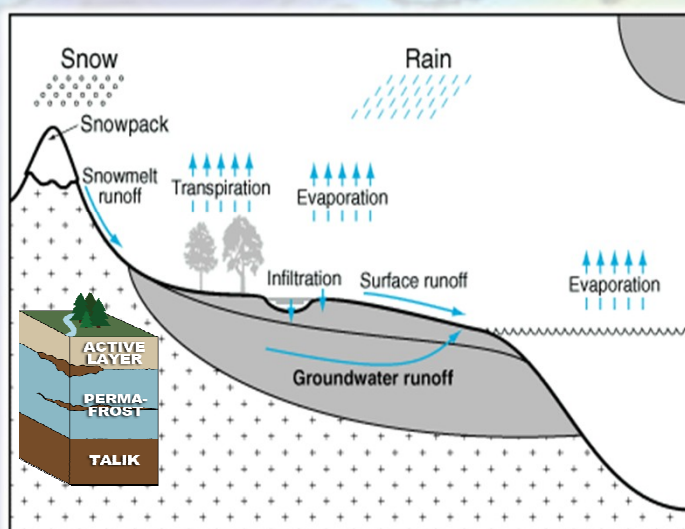 Snow
Rain
Snowpack
Snowmelt
runoff
Transpiration
Evaporation
Infiltration
Surface runoff
Evaporation
Groundwater runoff
ACTIVE
LAYER
PERMA-
FROST
TALIK